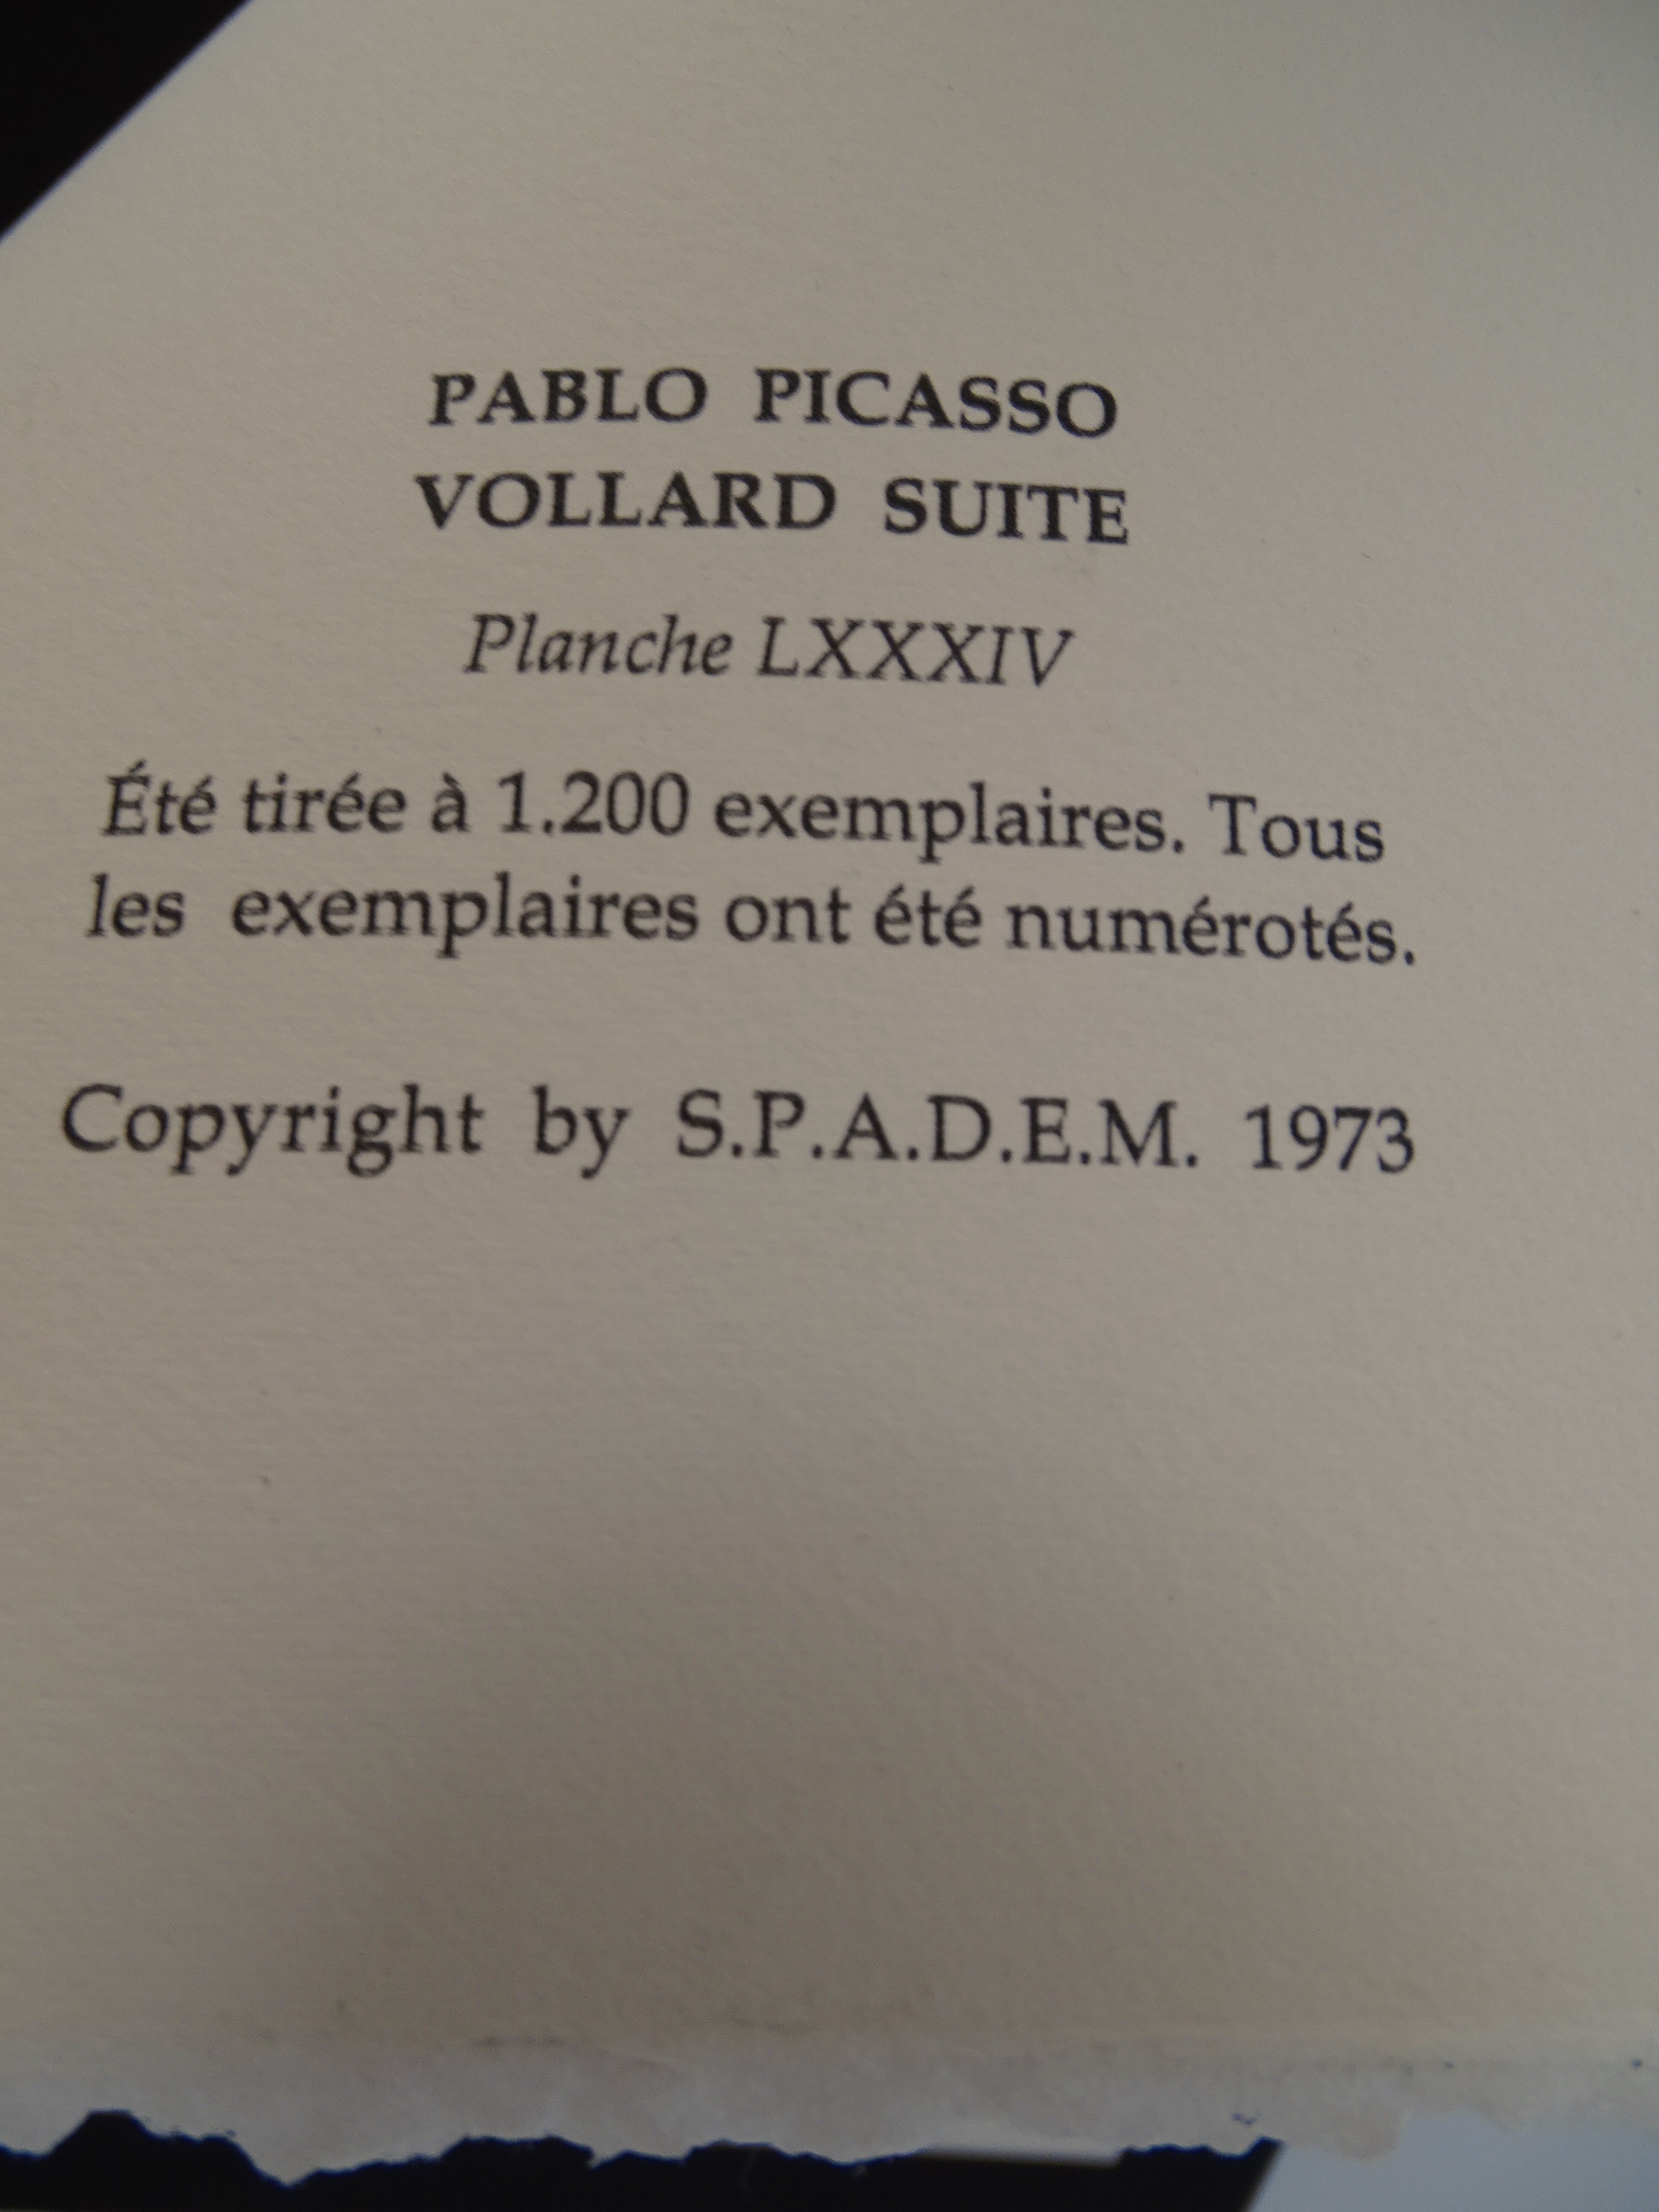 PABLO PICASSO
VOLLARD SUITE
Planche LXXXIV
Été tirée à 1.200 exemplaires. Tous
les exemplaires ont été numérotés.
Copyright by S.P.A.D.E.M. 1973